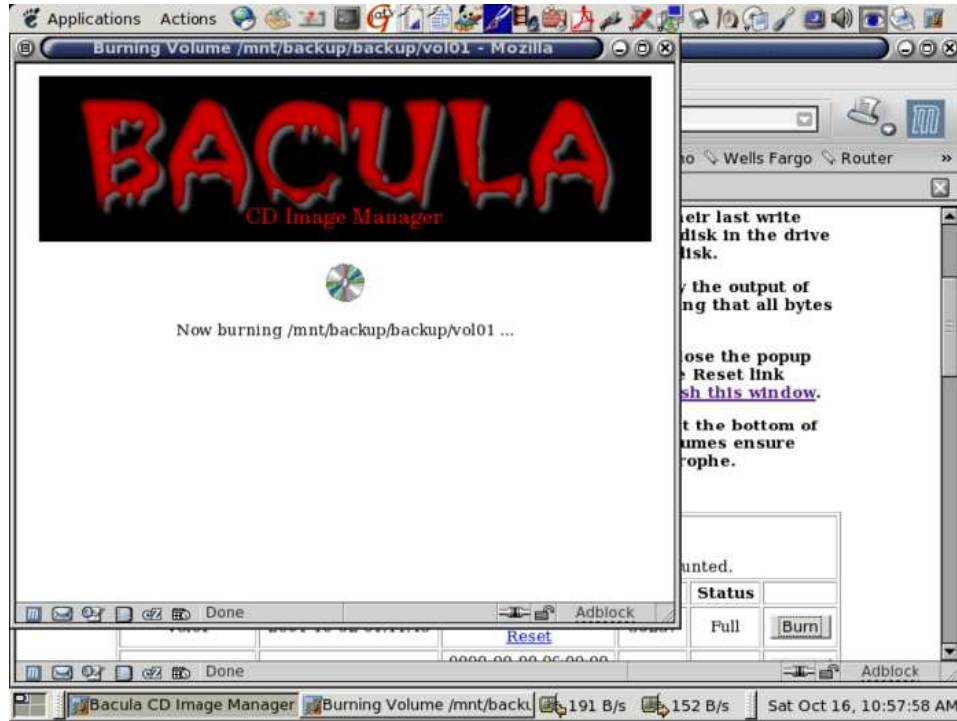 Applications Actions
Burning Volume /mnt/backup/backup/vol01 - Mozilla
BACULA
CD Image Manager
Now burning /mnt/backup/backup/vol01 ...
Done
Adblock
Wells Fargo Router »
eir last write
disk in the drive
disk.
the output of
ng that all bytes
ose the popup
Reset link
sh this window.
t the bottom of
umes ensure
rophe.
unted.
Status
Reset
Full
Burn
Done
Adblock
Bacula CD Image Manager
Burning Volume /mnt/backu
191 B/s
152 B/s
Sat Oct 16, 10:57:58 AM